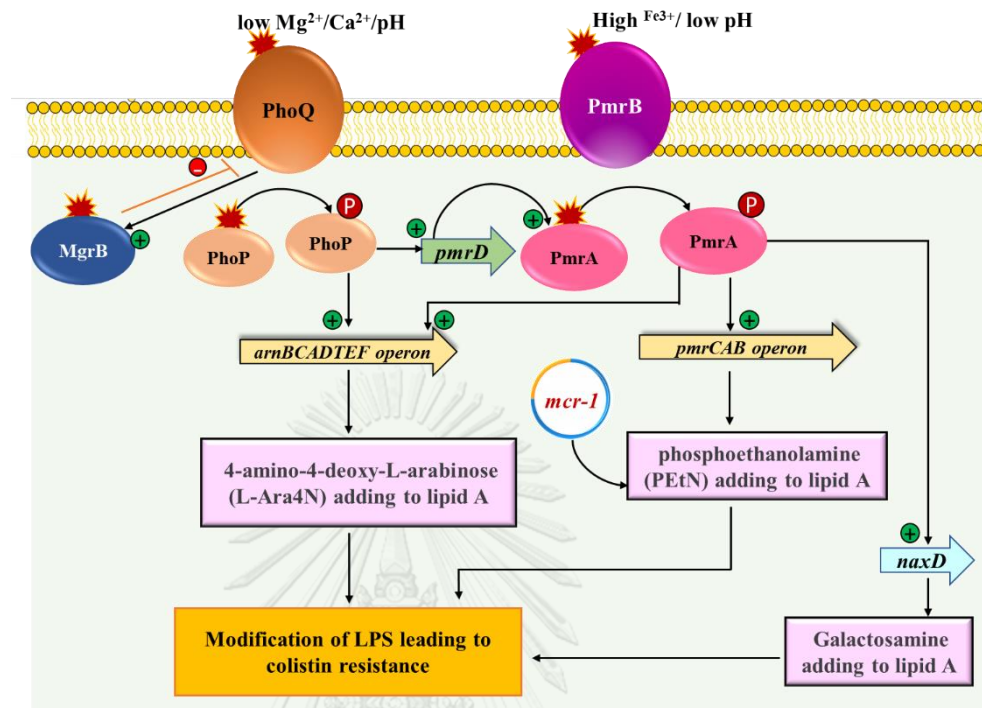 low Mg²⁺/Ca²⁺/pH
High Fe³⁺/ low pH
PhoQ
PmrB
-
MgrB
+
PhoP
PhoP
P
+
pmrD
+
PmrA
PmrA
P
+
+
+
arnBCADTEF operon
pmrCAB operon
mcr-1
4-amino-4-deoxy-L-arabinose
(L-Ara4N) adding to lipid A
phosphoethanolamine
(PEtN) adding to lipid A
+
naxD
Modification of LPS leading to
colistin resistance
Galactosamine
adding to lipid A